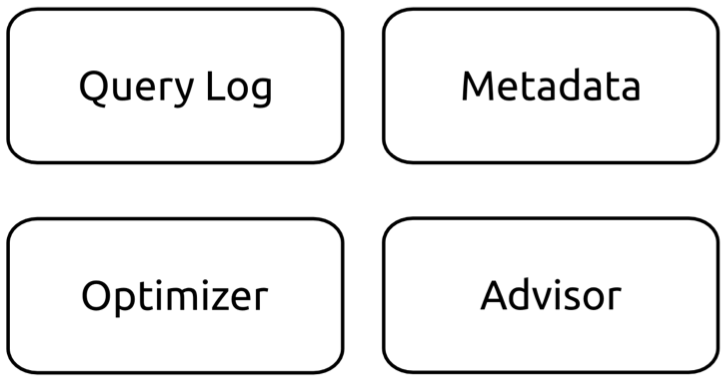 Query Log
Metadata
Optimizer
Advisor